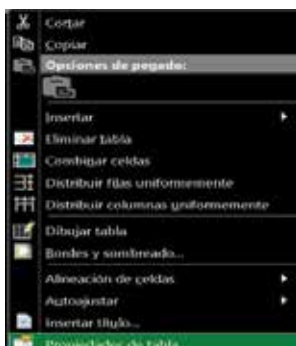 Cortar
Copiar
Opciones de pegado:
Insertar
Eliminar tabla
Combinar celdas
Distribuir filas uniformemente
Distribuir columnas uniformemente
Dibujar tabla
Bordes y sombreado...
Alineación de celdas
Autoajustar
Insertar título...
Propiedades de tabla